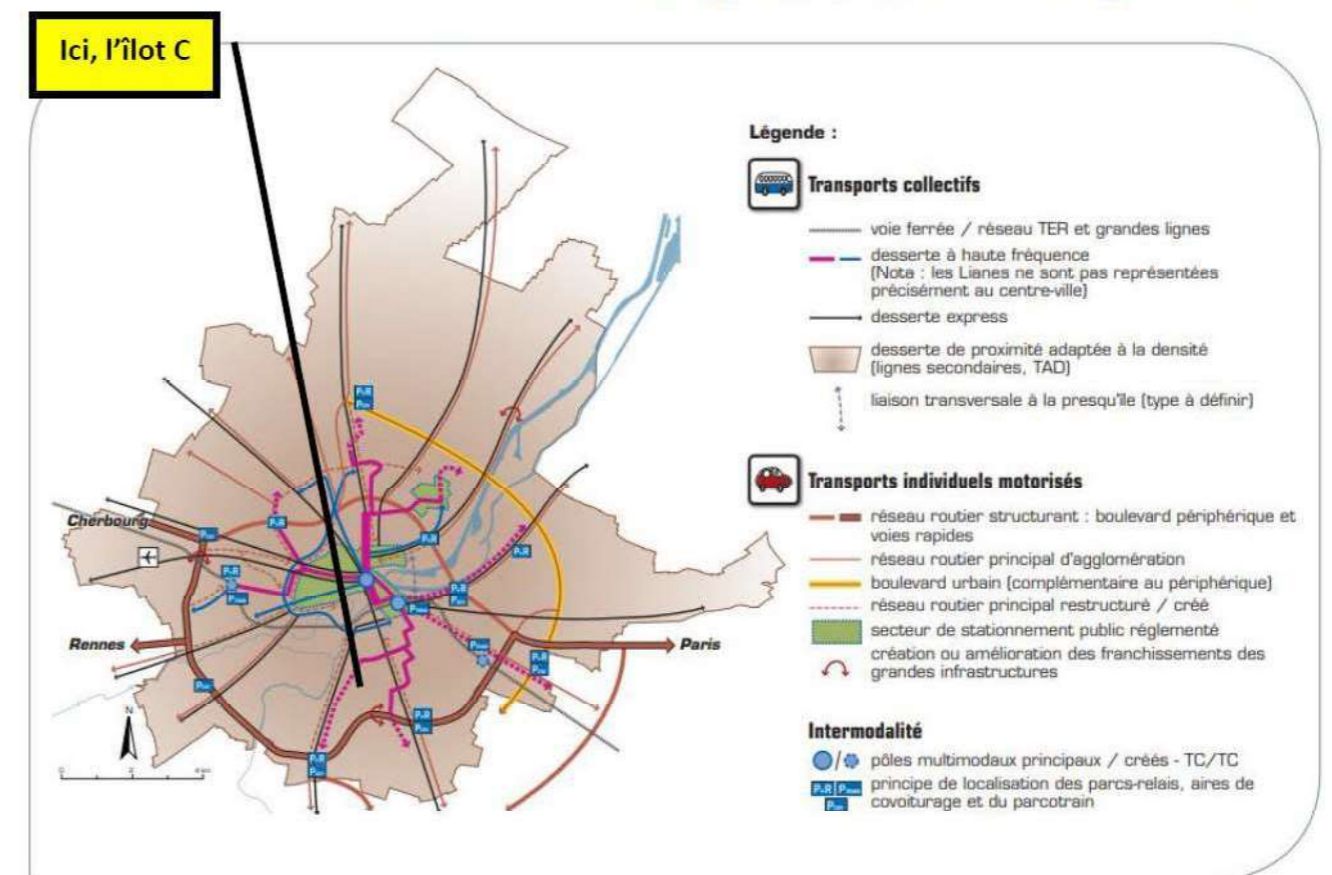 Ici, l'îlot C
Légende :
Transports collectifs
voie ferrée / réseau TER et grandes lignes
desserte à haute fréquence
(Nota : les Lianes ne sont pas représentées
précisément au centre-ville)
desserte express
desserte de proximité adaptée à la densité
(lignes secondaires, TAD)
liaison transversale à la presqu'île (type à définir)
Transports individuels motorisés
réseau routier structurant : boulevard périphérique et
voies rapides
réseau routier principal d'agglomération
boulevard urbain (complémentaire au périphérique)
réseau routier principal restructuré / créé
secteur de stationnement public réglementé
création ou amélioration des franchissements des
grandes infrastructures
Intermodalité
pôles multimodaux principaux / créés - TC/TC
principe de localisation des parcs-relais, aires de
covoiturage et du parcotrain
P+R
P+R
P+R
P+R
Cherbourg
P+R
P+R
Rennes
Paris
P+R
P+R
P+R
N
0 2 4 km